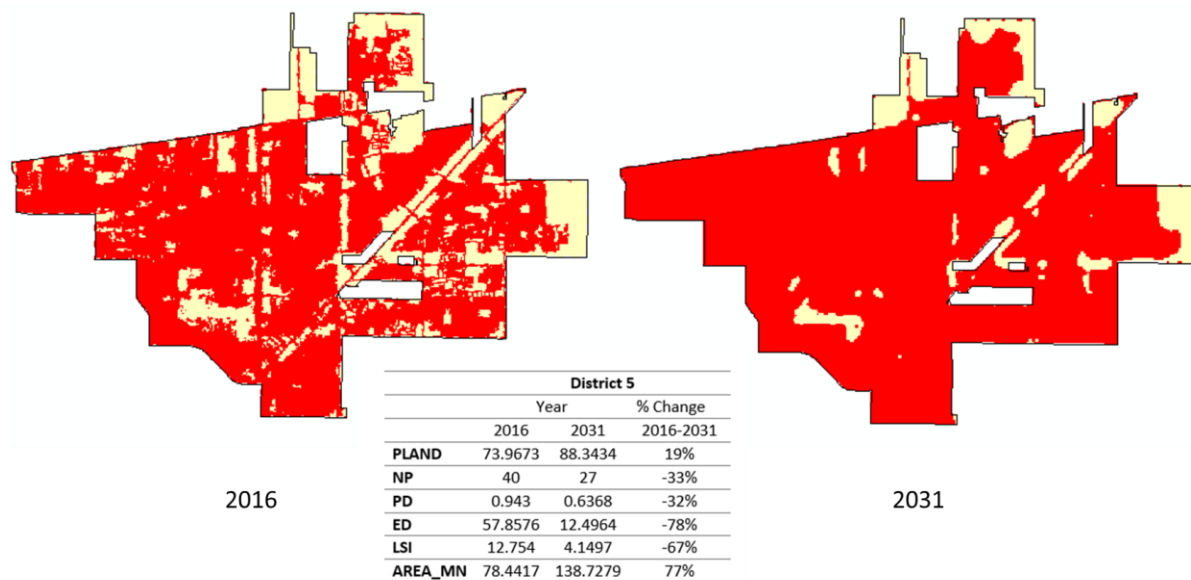 District 5
Year % Change
2016 2031 2016-2031
PLAND 73.9673 88.3434 19%
NP 40 27 -33%
PD 0.943 0.6368 -32%
ED 57.8576 12.4964 -78%
LSI 12.754 4.1497 -67%
AREA_MN 78.4417 138.7279 77%
2016 2031